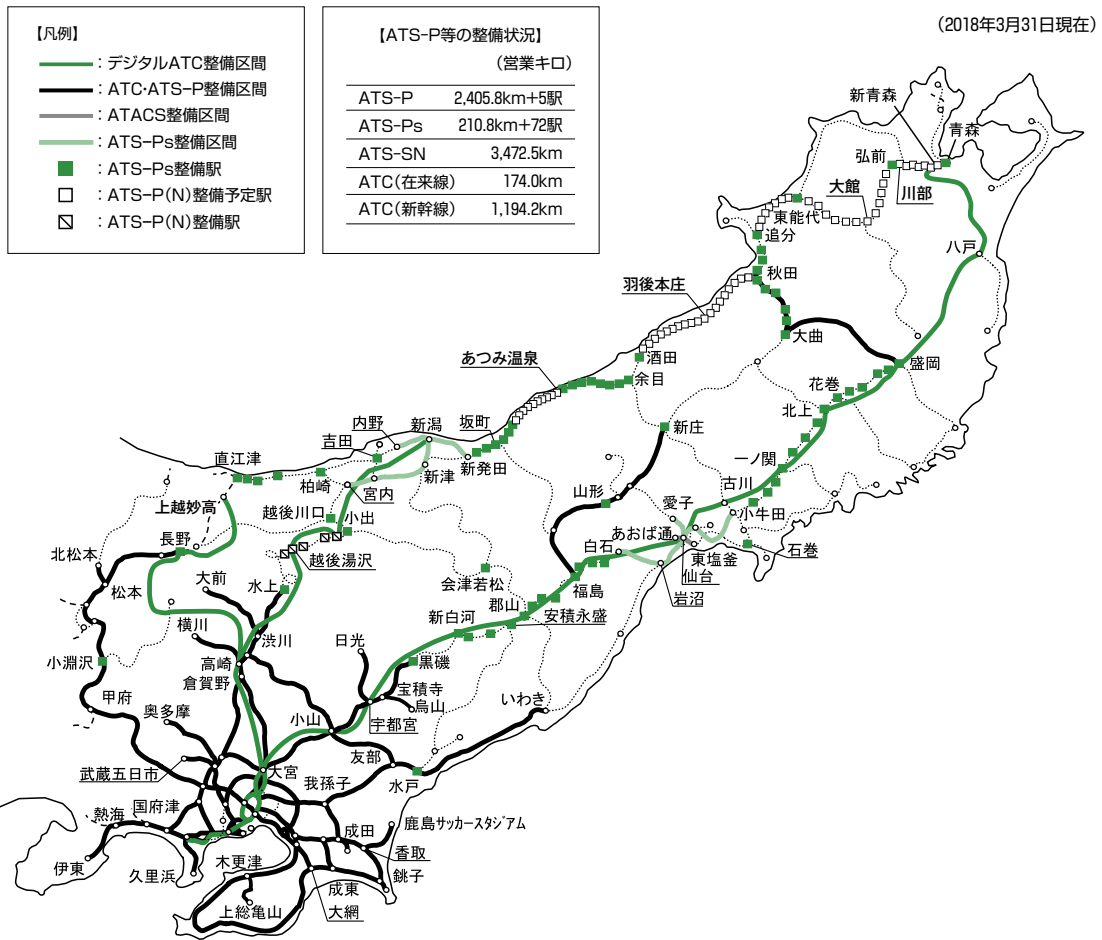 (2018年3月31日現在)
【凡例】
：デジタルATC整備区間
：ATC・ATS-P整備区間
：ATACS整備区間
：ATS-Ps整備区間
：ATS-Ps整備駅
：ATS-P(N)整備予定駅
：ATS-P(N)整備駅
【ATS-P等の整備状況】
(営業キロ)
ATS-P 2,405.8km+5駅
ATS-Ps 210.8km+72駅
ATS-SN 3,472.5km
ATC(在来線) 174.0km
ATC(新幹線) 1,194.2km
新青森
青森
弘前
川部
大館
東能代
追分
八戸
秋田
羽後本庄
大曲
酒田
あつみ温泉
盛岡
余目
花巻
北上
内野
新潟
坂町
新庄
吉田
一ノ関
直江津
新発田
柏崎
新津
宮内
古川
上越妙高
山形
愛子
越後川口
小出
小牛田
あおば通
長野
北松本
白石
石巻
越後湯沢
東塩釜
仙台
大前
水上
会津若松
福島
岩沼
松本
郡山
新白河
安積永盛
横川
渋川
日光
小淵沢
高崎
黒磯
倉賀野
宝積寺
甲府
烏山
いわき
奥多摩
小山
宇都宮
友部
武蔵五日市
大宮
水戸
我孫子
国府津
熱海
成田
鹿島サッカースタジアム
香取
伊東
木更津
久里浜
成東
銚子
上総亀山
大網